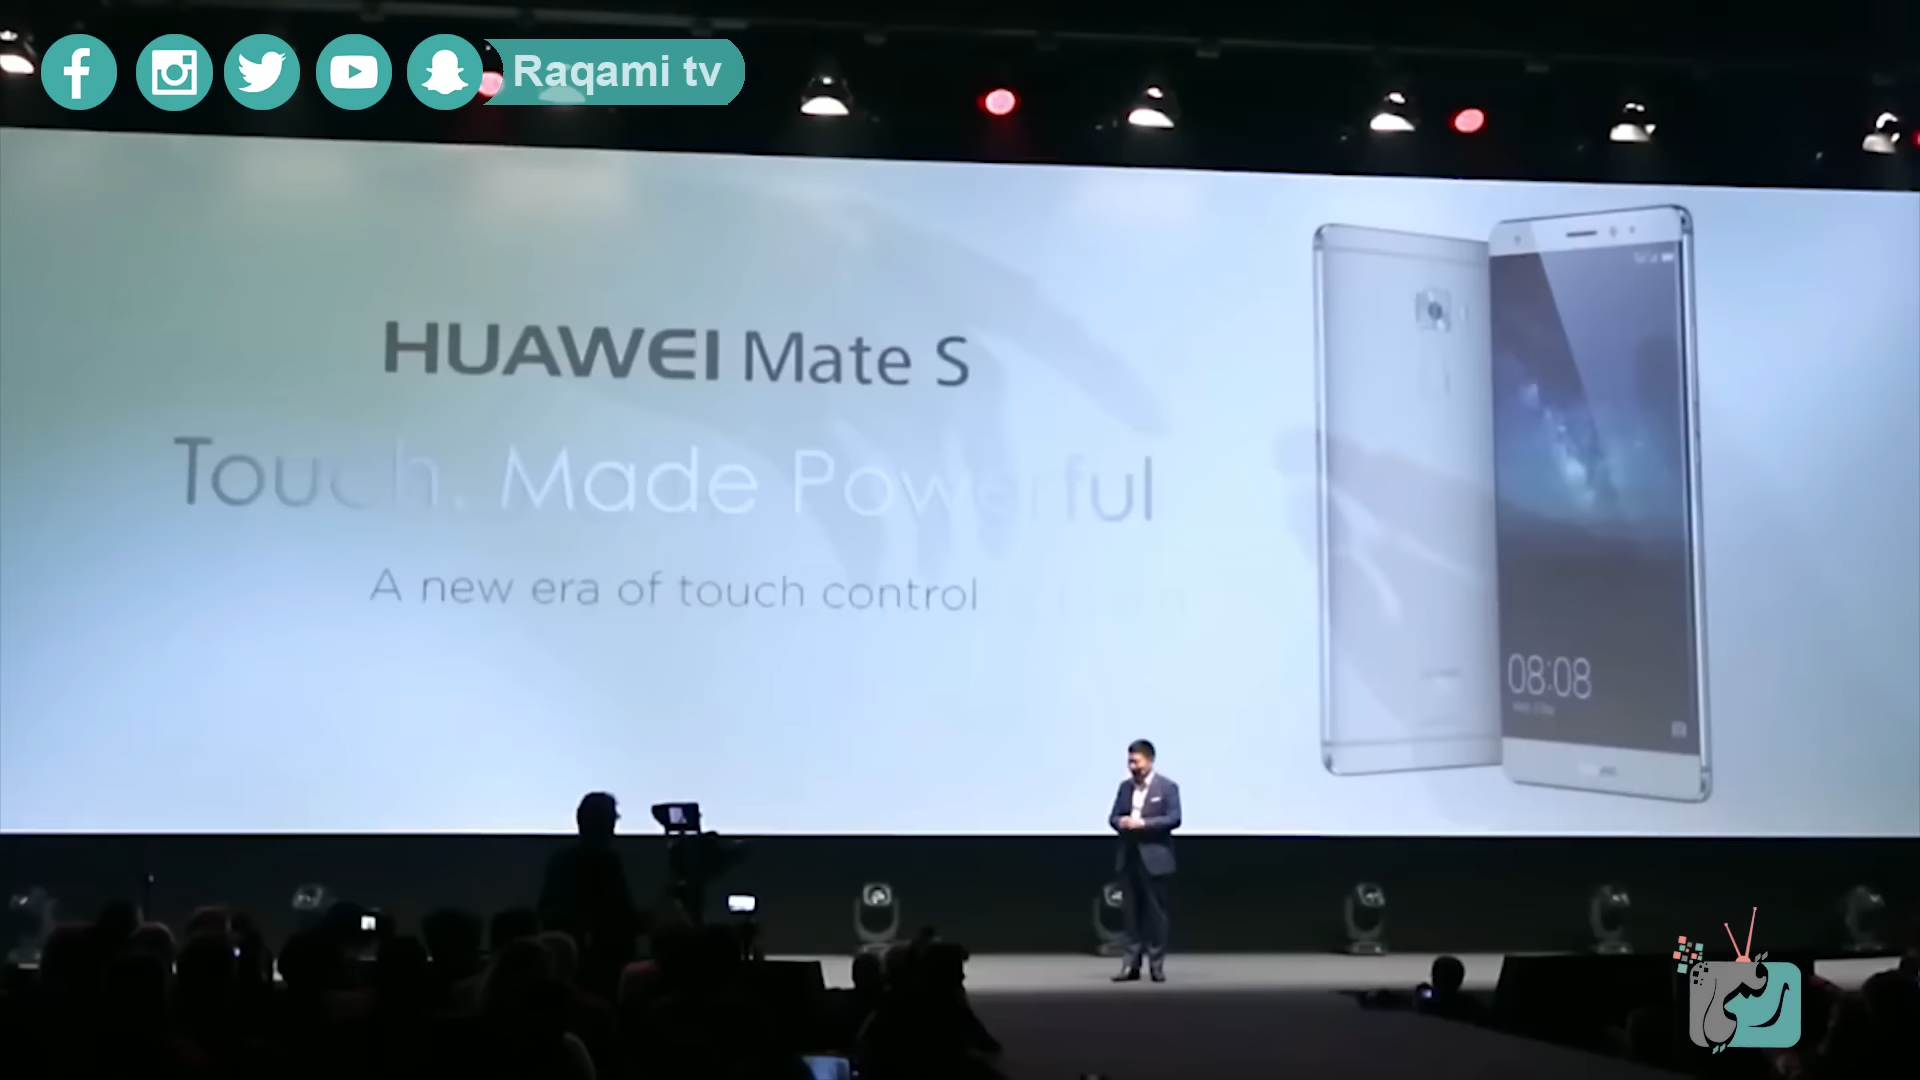 Raqami tv
HUAWEI Mate S
Touch. Made Powerful
A new era of touch control
08:08
رقمي